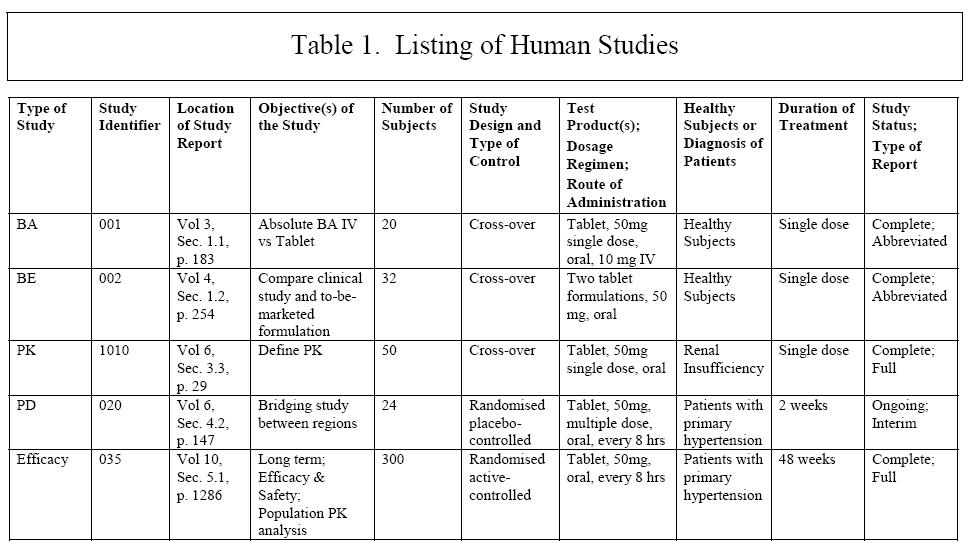 Table 1. Listing of Human Studies
Type of Study | Study Identifier | Location of Study Report | Objective(s) of the Study | Number of Subjects | Study Design and Type of Control | Test Product(s); Dosage Regimen; Route of Administration | Healthy Subjects or Diagnosis of Patients | Duration of Treatment | Study Status; Type of Report
BA | 001 | Vol 3, Sec. 1.1, p. 183 | Absolute BA IV vs Tablet | 20 | Cross-over | Tablet, 50mg single dose, oral, 10 mg IV | Healthy Subjects | Single dose | Complete; Abbreviated
BE | 002 | Vol 4, Sec. 1.2, p. 254 | Compare clinical study and to-be-marketed formulation | 32 | Cross-over | Two tablet formulations, 50 mg, oral | Healthy Subjects | Single dose | Complete; Abbreviated
PK | 1010 | Vol 6, Sec. 3.3, p. 29 | Define PK | 50 | Cross-over | Tablet, 50mg single dose, oral | Renal Insufficiency | Single dose | Complete; Full
PD | 020 | Vol 6, Sec. 4.2, p. 147 | Bridging study between regions | 24 | Randomised placebo-controlled | Tablet, 50mg, multiple dose, oral, every 8 hrs | Patients with primary hypertension | 2 weeks | Ongoing; Interim
Efficacy | 035 | Vol 10, Sec. 5.1, p. 1286 | Long term; Efficacy & Safety; Population PK analysis | 300 | Randomised active-controlled | Tablet, 50mg, oral, every 8 hrs | Patients with primary hypertension | 48 weeks | Complete; Full